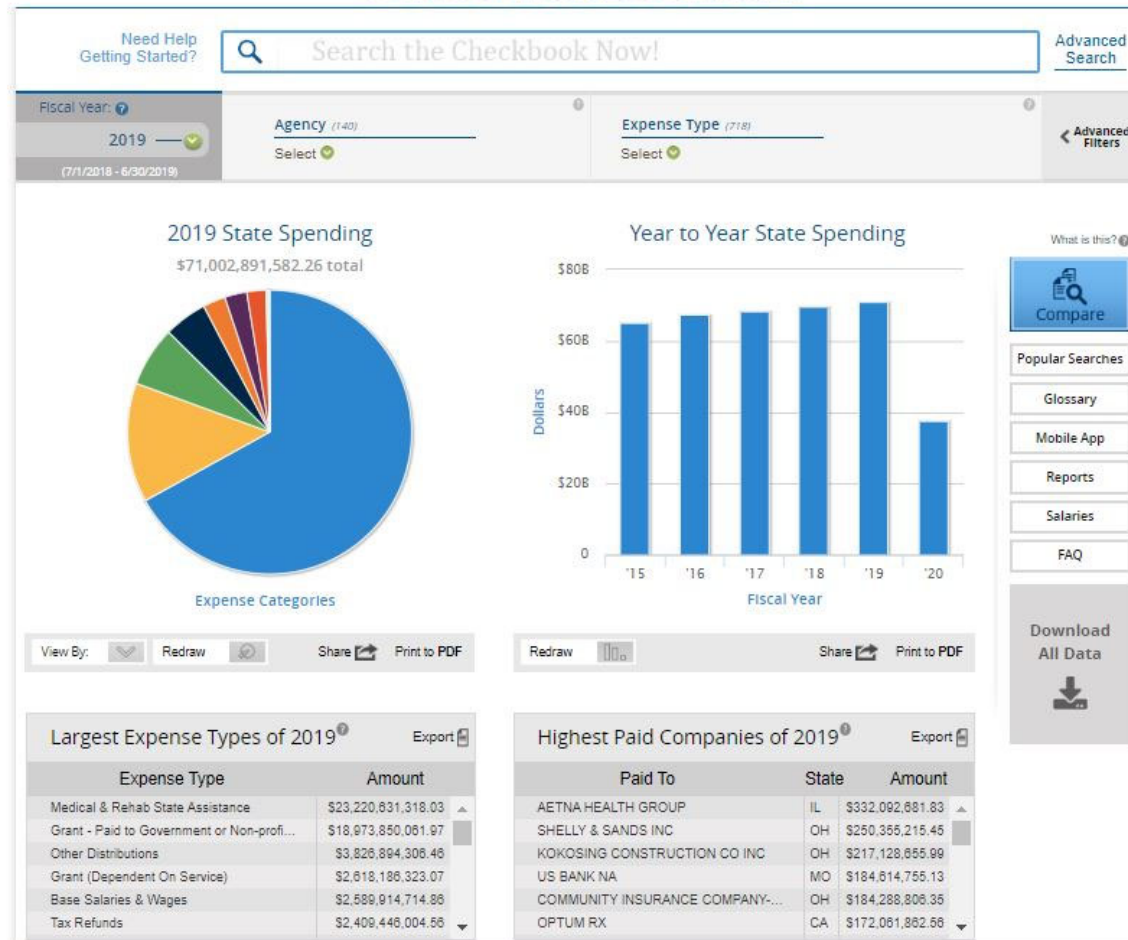 Need Help
Getting Started?
Search the Checkbook Now!
Advanced
Search
Fiscal Year:
2019
(7/1/2018 - 6/30/2019)
Agency (140)
Select
Expense Type (718)
Select
Advanced
Filters
2019 State Spending
$71,002,891,582.26 total
Expense Categories
Year to Year State Spending
$80B
$60B
$40B
$20B
0
Dollars
'15 '16 '17 '18 '19 '20
Fiscal Year
What is this?
Compare
Popular Searches
Glossary
Mobile App
Reports
Salaries
FAQ
Download
All Data
View By: Redraw Share Print to PDF
Redraw Share Print to PDF
Largest Expense Types of 2019 Export
Expense Type Amount
Medical & Rehab State Assistance $23,220,631,318.03
Grant - Paid to Government or Non-profi... $18,973,850,061.97
Other Distributions $3,826,894,306.46
Grant (Dependent On Service) $2,618,186,323.07
Base Salaries & Wages $2,589,914,714.86
Tax Refunds $2,409,446,004.56
Highest Paid Companies of 2019 Export
Paid To State Amount
AETNA HEALTH GROUP IL $332,092,681.83
SHELLY & SANDS INC OH $250,355,215.45
KOKOSING CONSTRUCTION CO INC OH $217,128,655.99
US BANK NA MO $184,614,755.13
COMMUNITY INSURANCE COMPANY-... OH $184,288,806.35
OPTUM RX CA $172,061,862.56